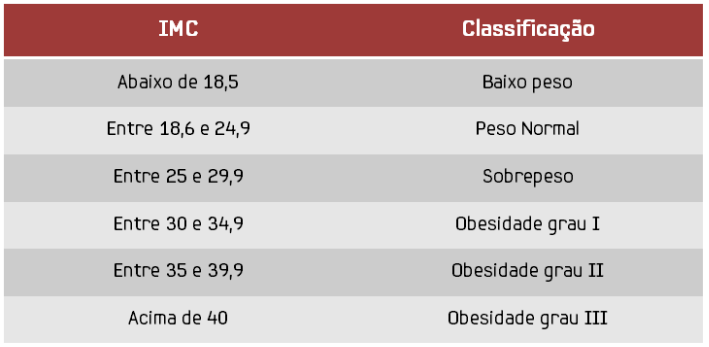 IMC Classificação
Abaixo de 18,5 Baixo peso
Entre 18,6 e 24,9 Peso Normal
Entre 25 e 29,9 Sobrepeso
Entre 30 e 34,9 Obesidade grau I
Entre 35 e 39,9 Obesidade grau II
Acima de 40 Obesidade grau III